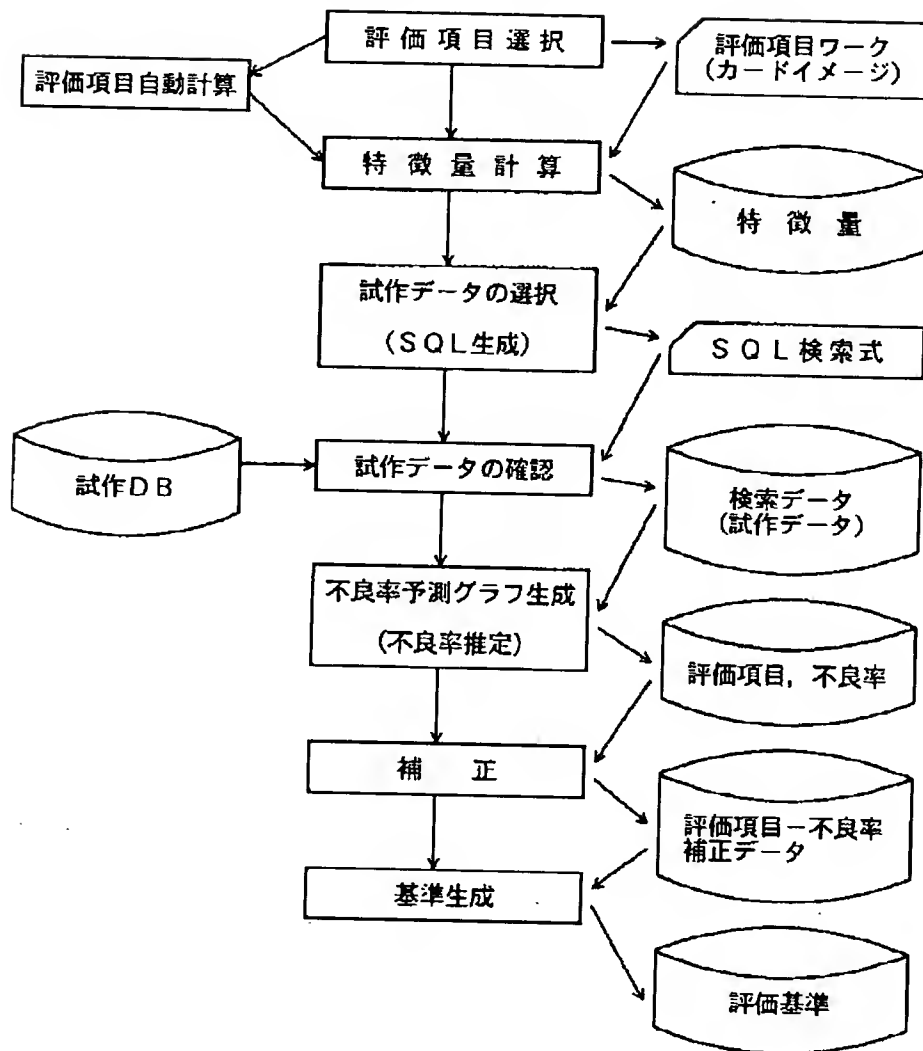 評価項目選択
評価項目ワーク
(カードイメージ)
評価項目自動計算
特徴量計算
特徴量
試作データの選択
(SQL生成)
SQL検索式
試作DB
試作データの確認
検索データ
(試作データ)
不良率予測グラフ生成
(不良率推定)
評価項目，不良率
補正
評価項目－不良率
補正データ
基準生成
評価基準